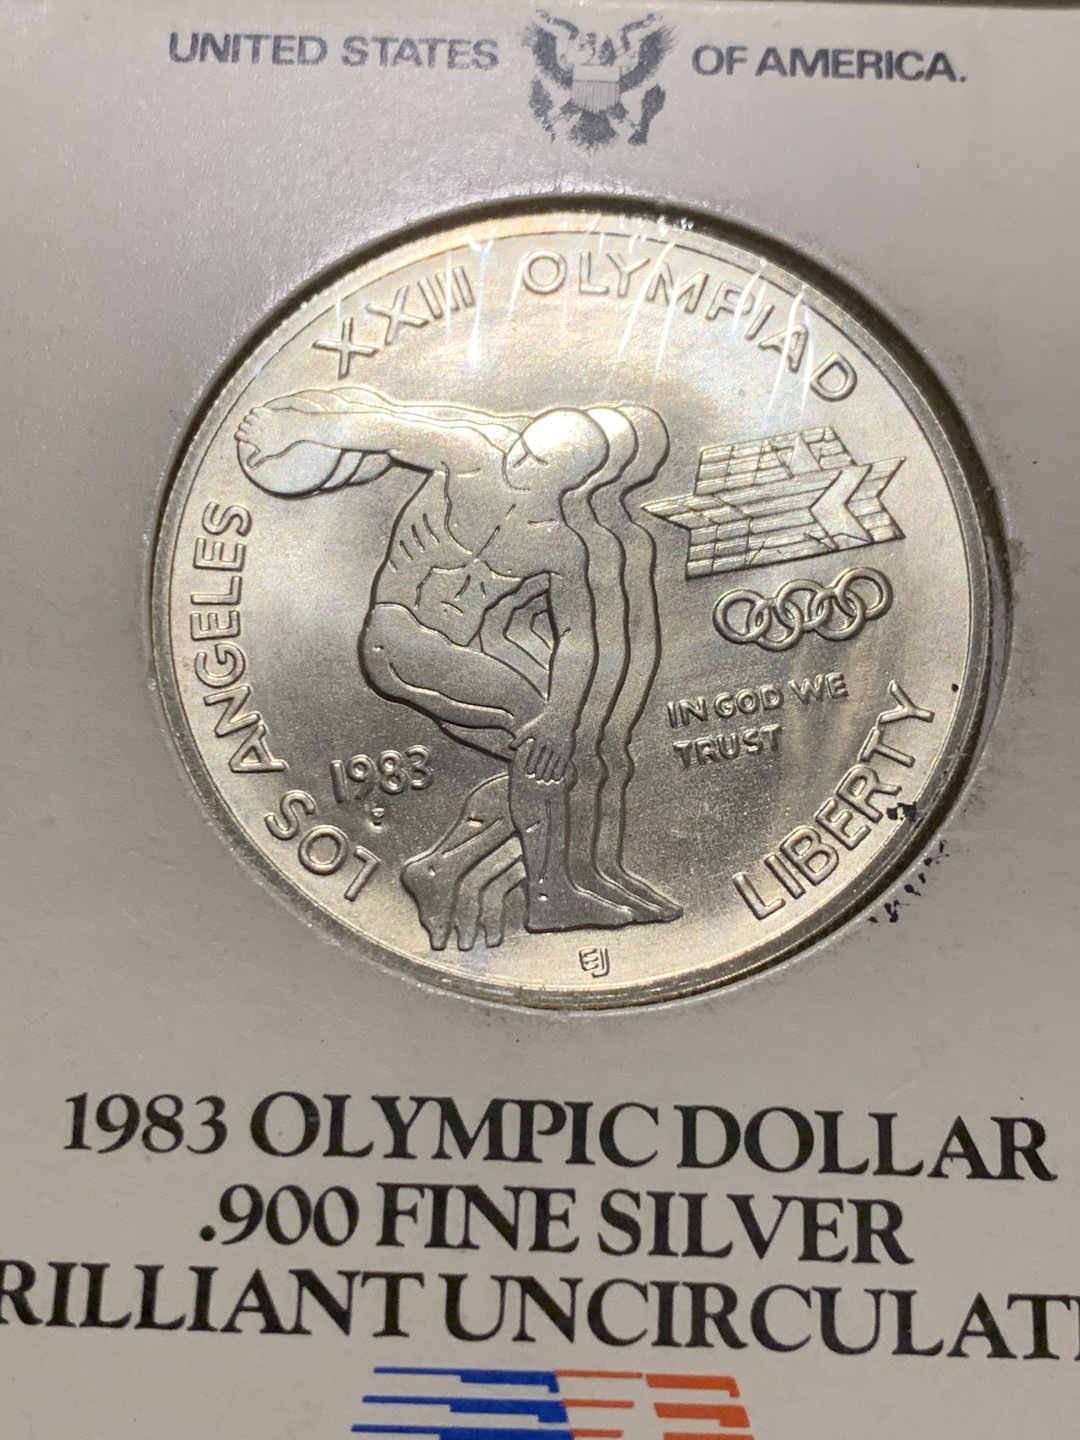 UNITED STATES OF AMERICA.
XXIII OLYMPIAD
LOS ANGELES
1983
P
IN GOD WE
TRUST
LIBERTY
EJ
1983 OLYMPIC DOLLAR
.900 FINE SILVER
RILLIANT UNCIRCULAT